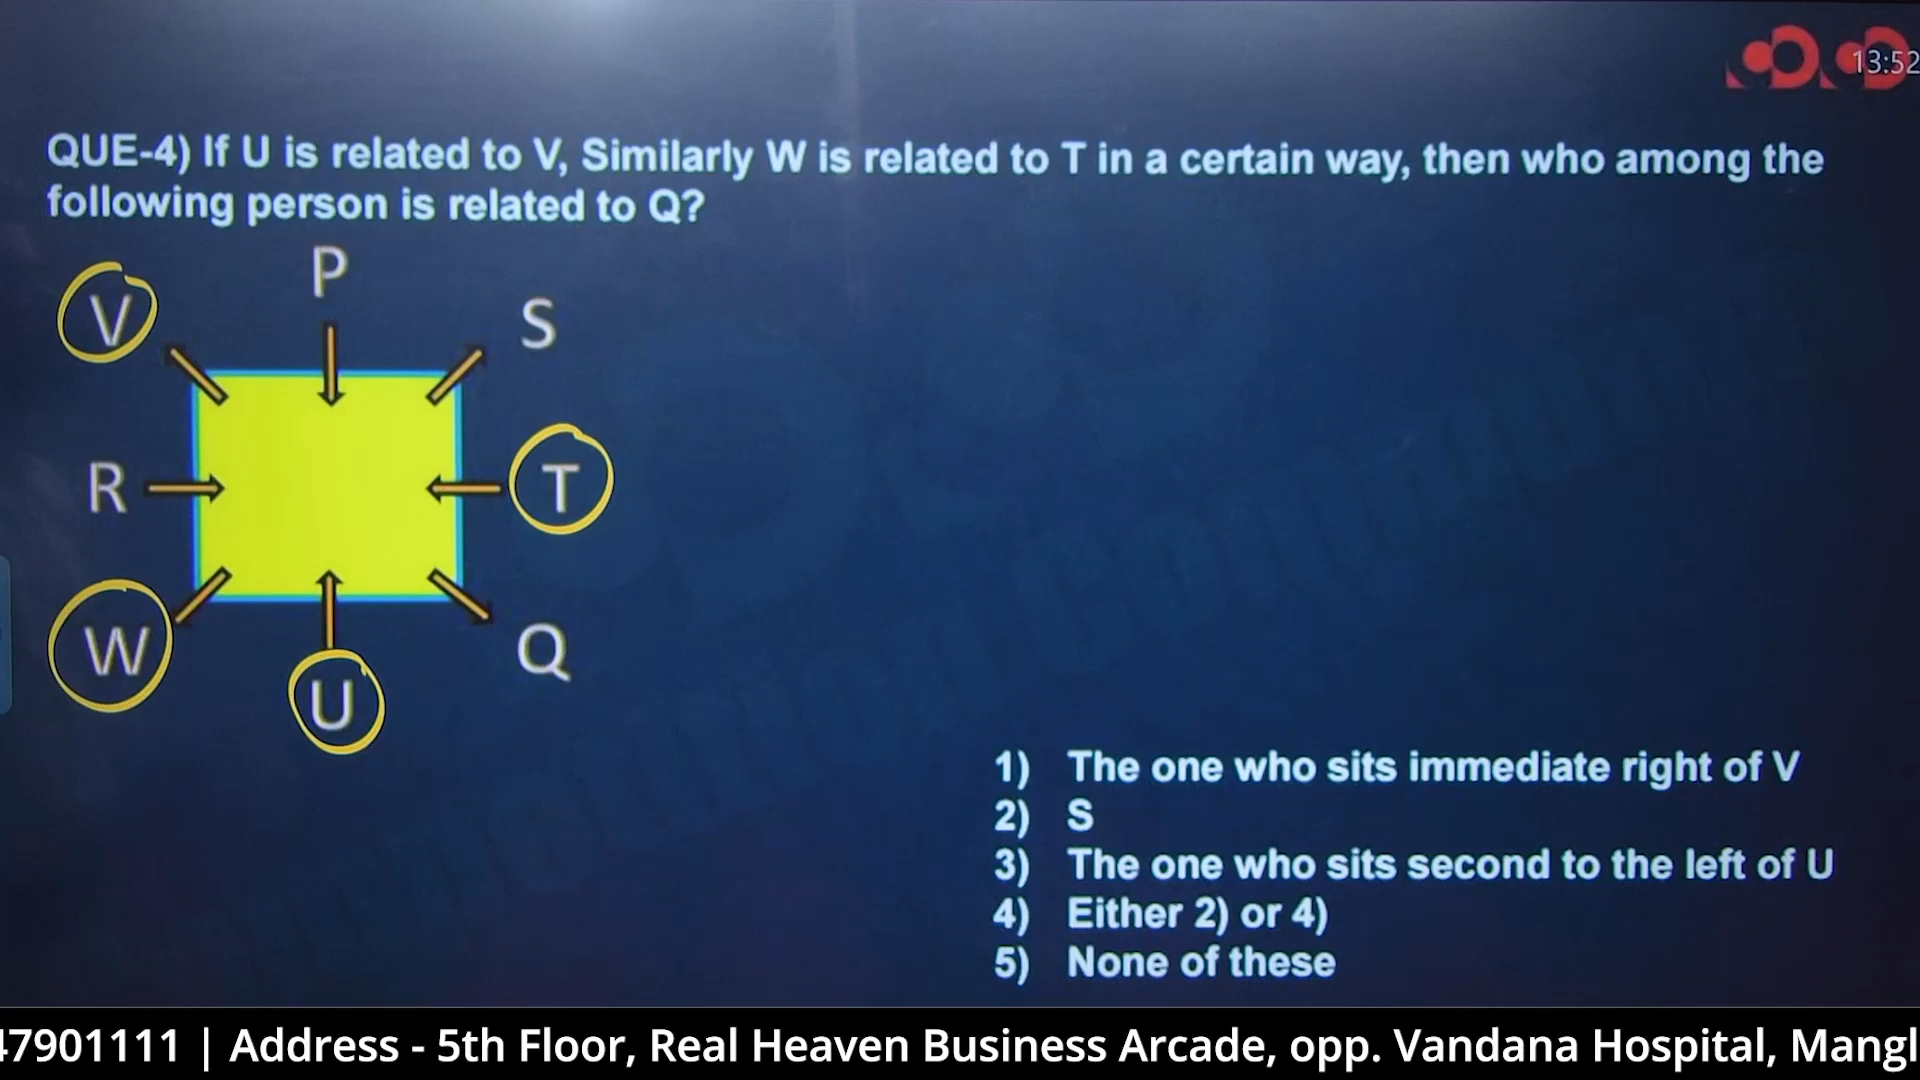 13:52
QUE-4) If U is related to V, Similarly W is related to T in a certain way, then who among the
following person is related to Q?
P
V
S
R
T
W
Q
U
1) The one who sits immediate right of V
2) S
3) The one who sits second to the left of U
4) Either 2) or 4)
5) None of these
47901111 | Address - 5th Floor, Real Heaven Business Arcade, opp. Vandana Hospital, Mangl